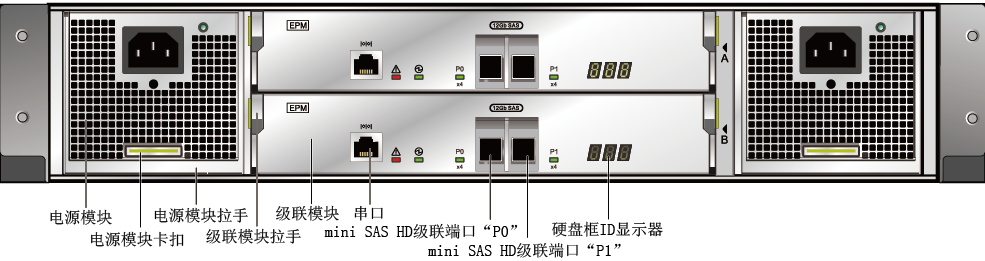 EPM
12Gb SAS
|o|o|
P0
x4
P1
x4
888
A
EPM
12Gb SAS
|o|o|
P0
x4
P1
x4
888
B
电源模块
电源模块卡扣
电源模块拉手
级联模块拉手
级联模块
串口
mini SAS HD级联端口“P0”
mini SAS HD级联端口“P1”
硬盘框ID显示器